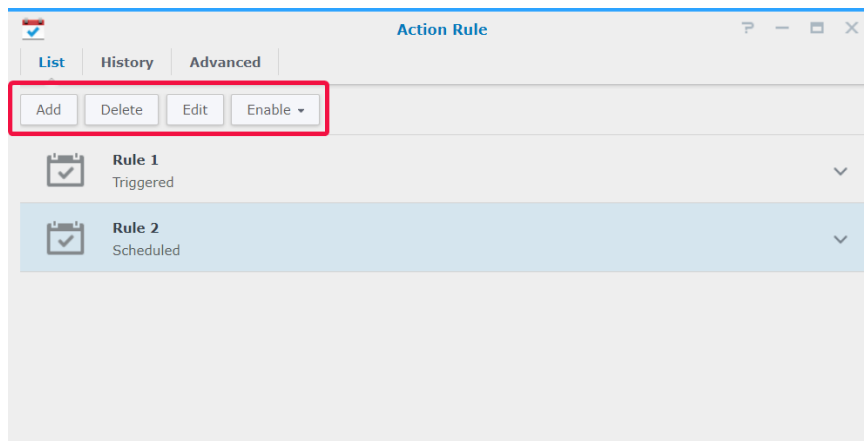 Action Rule
List History Advanced
Add Delete Edit Enable
Rule 1
Triggered
Rule 2
Scheduled